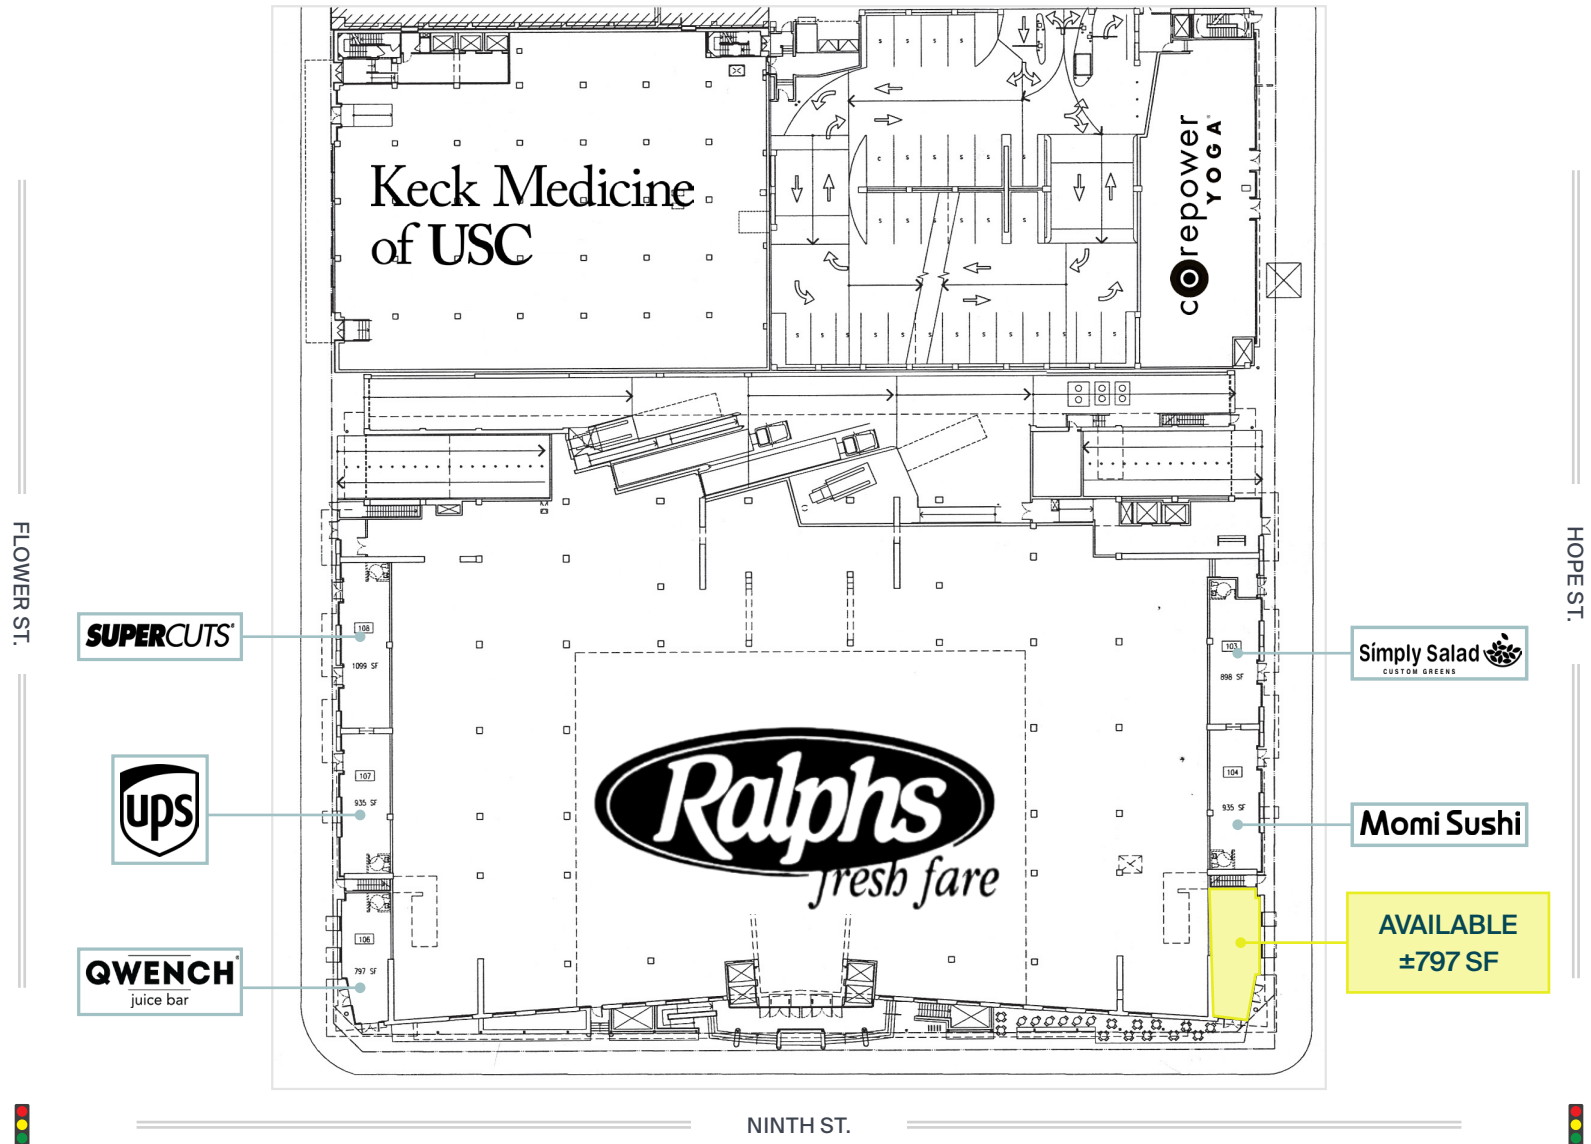 Keck Medicine
of USC
corepower
YOGA
FLOWER ST.
HOPE ST.
SUPERCUTS
108
1099 SF
103
898 SF
Simply Salad
CUSTOM GREENS
ups
107
935 SF
104
935 SF
Momi Sushi
Ralphs
fresh fare
AVAILABLE
±797 SF
QWENCH
juice bar
106
797 SF
NINTH ST.